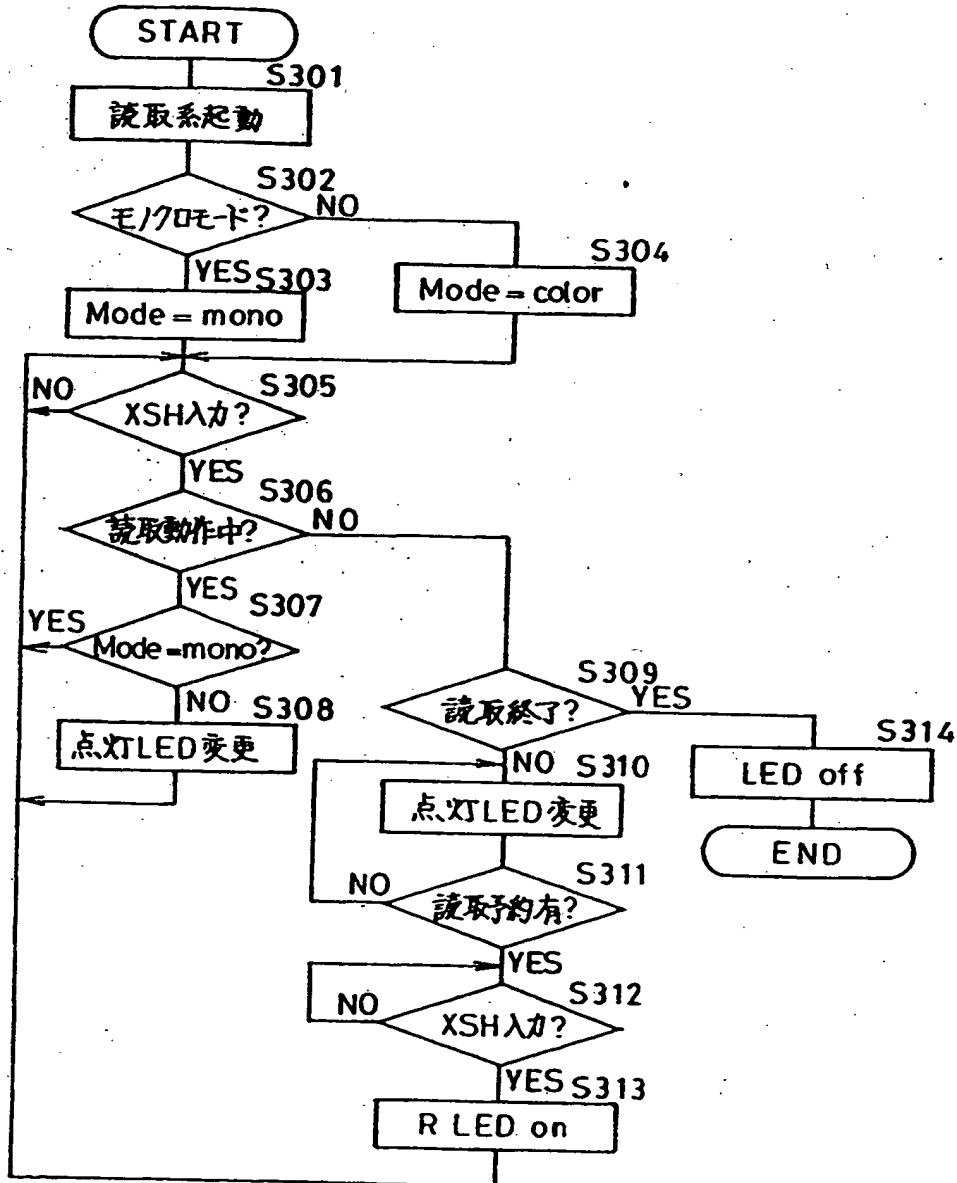 START
S301
読取系起動
S302
モノクロモード?
NO
YES
S303
Mode = mono
S304
Mode = color
S305
NO
XSH入力?
YES
S306
読取動作中?
NO
YES
S307
YES
Mode=mono?
NO
S308
点灯LED変更
S309
読取終了?
YES
S314
LED off
END
NO
S310
点灯LED変更
S311
NO
読取予約有?
YES
S312
NO
XSH入力?
YES
S313
R LED on